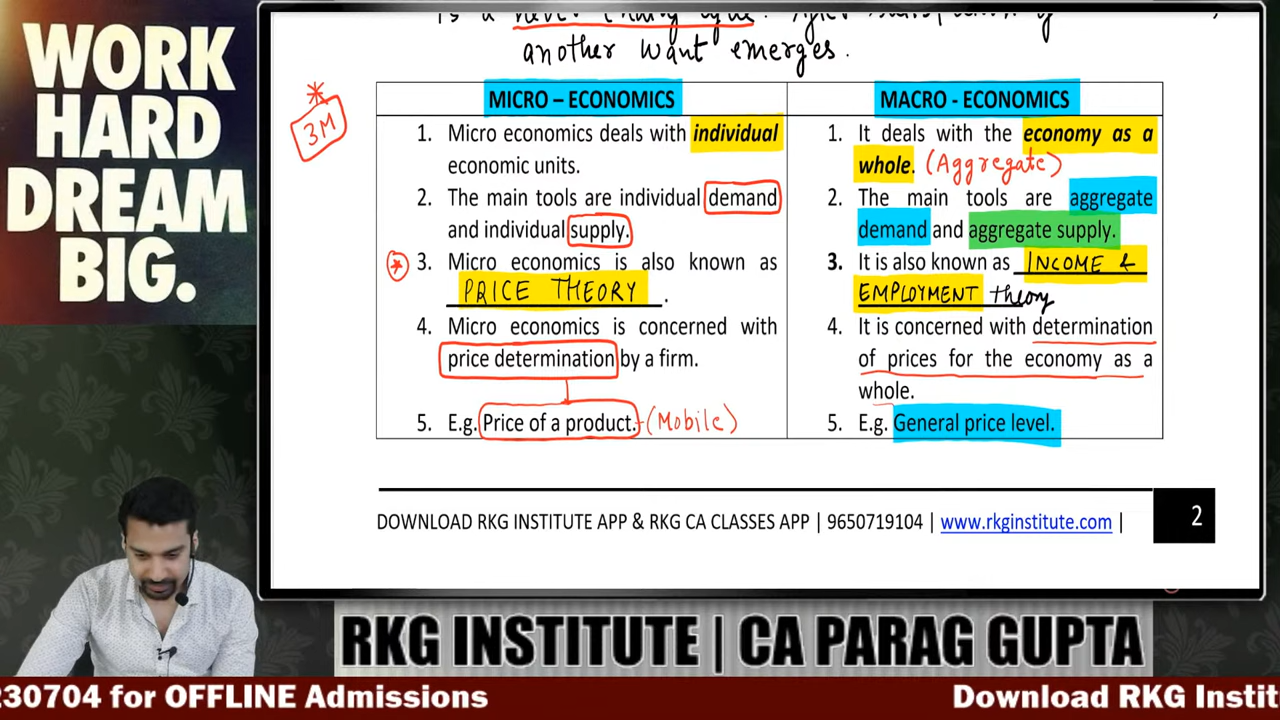 WORK
HARD
DREAM
BIG.
is a never ending cycle.
another want emerges.
3M
MICRO – ECONOMICS
1. Micro economics deals with individual
economic units.
2. The main tools are individual demand
and individual supply.
3. Micro economics is also known as
PRICE THEORY.
4. Micro economics is concerned with
price determination by a firm.
5. E.g. Price of a product. - (Mobile)
MACRO - ECONOMICS
1. It deals with the economy as a
whole. (Aggregate)
2. The main tools are aggregate
demand and aggregate supply.
3. It is also known as INCOME &
EMPLOYMENT theory
4. It is concerned with determination
of prices for the economy as a
whole.
5. E.g. General price level.
DOWNLOAD RKG INSTITUTE APP & RKG CA CLASSES APP | 9650719104 | www.rkginstitute.com |
2
RKG INSTITUTE | CA PARAG GUPTA
230704 for OFFLINE Admissions
Download RKG Instit